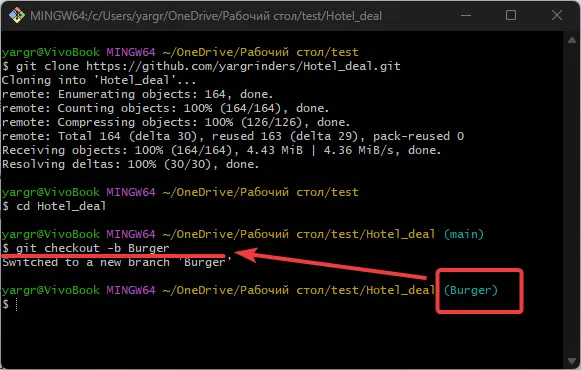 MINGW64:/c/Users/yargr/OneDrive/Рабочий стол/test/Hotel_deal
yargr@VivoBook MINGW64 ~/OneDrive/Рабочий стол/test
$ git clone https://github.com/yargrinders/Hotel_deal.git
Cloning into 'Hotel_deal'...
remote: Enumerating objects: 164, done.
remote: Counting objects: 100% (164/164), done.
remote: Compressing objects: 100% (126/126), done.
remote: Total 164 (delta 30), reused 163 (delta 29), pack-reused 0
Receiving objects: 100% (164/164), 4.43 MiB | 4.36 MiB/s, done.
Resolving deltas: 100% (30/30), done.
yargr@VivoBook MINGW64 ~/OneDrive/Рабочий стол/test
$ cd Hotel_deal
yargr@VivoBook MINGW64 ~/OneDrive/Рабочий стол/test/Hotel_deal (main)
$ git checkout -b Burger
Switched to a new branch 'Burger'
yargr@VivoBook MINGW64 ~/OneDrive/Рабочий стол/test/Hotel_deal (Burger)
$